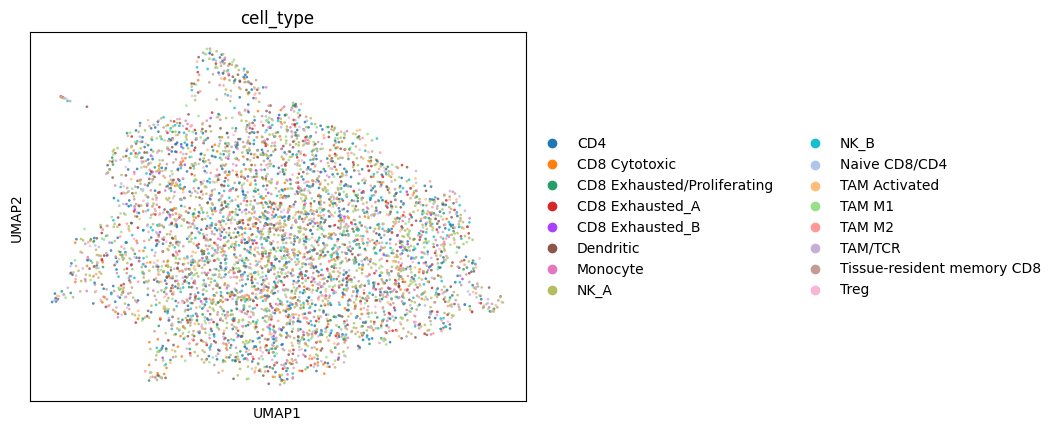 cell_type
UMAP2
UMAP1
CD4
CD8 Cytotoxic
CD8 Exhausted/Proliferating
CD8 Exhausted_A
CD8 Exhausted_B
Dendritic
Monocyte
NK_A
NK_B
Naive CD8/CD4
TAM Activated
TAM M1
TAM M2
TAM/TCR
Tissue-resident memory CD8
Treg